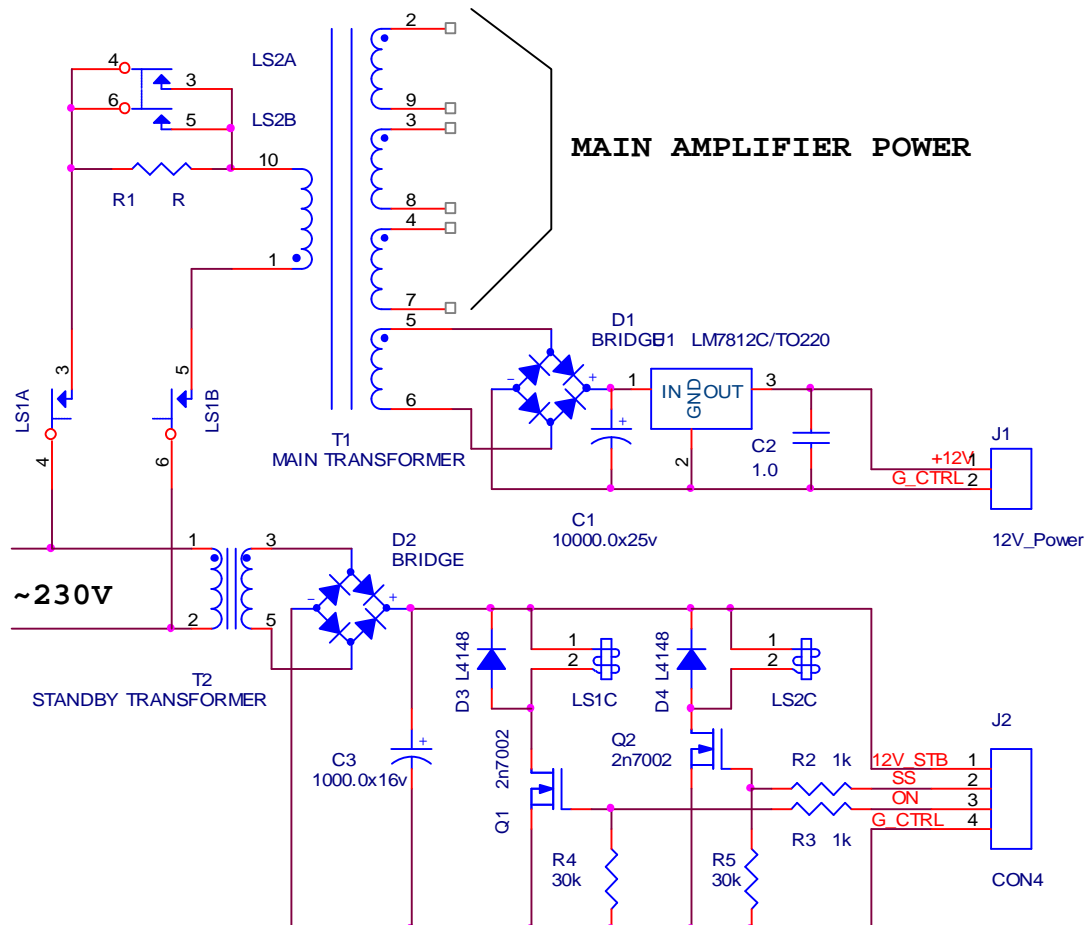 2
4
LS2A
3
9
6
LS2B
5
3
MAIN AMPLIFIER POWER
10
R1 R
8
4
1
7
5
D1
BRIDGE
U1 LM7812C/TO220
3
5
LS1A
LS1B
- +
1
IN OUT
GND
3
6
T1
MAIN TRANSFORMER
4
6
2
C2
1.0
J1
+12V 1
G_CTRL 2
C1
10000.0x25v
12V_Power
D2
BRIDGE
1
3
~230V
- +
2
5
T2
STANDBY TRANSFORMER
D3 L4148
1
2
LS1C
D4 L4148
1
2
LS2C
J2
C3
1000.0x16v
2n7002
Q1
Q2
2n7002
R2 1k
12V_STB 1
SS 2
ON 3
G_CTRL 4
R3 1k
R4
30k
R5
30k
CON4